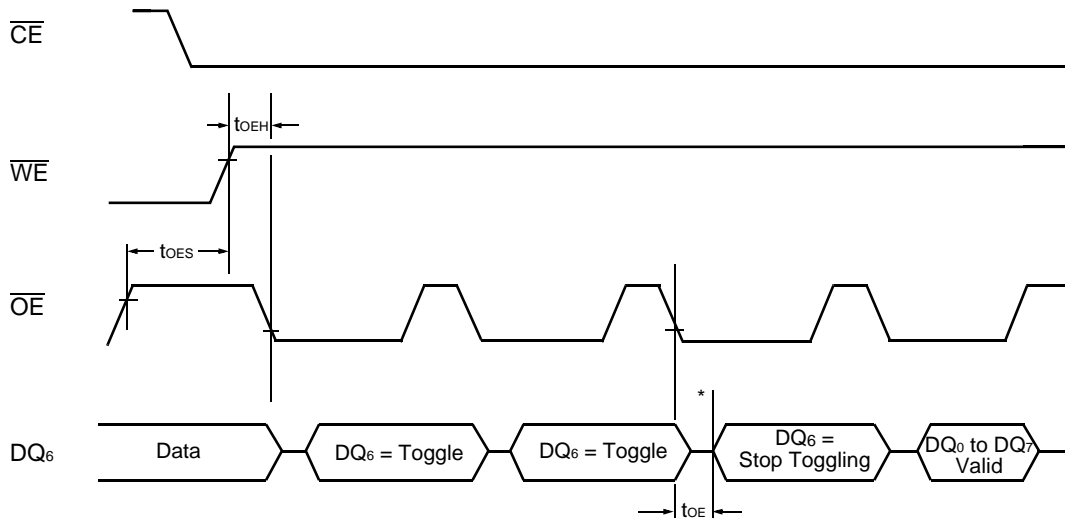 CE
tOEH
WE
tOES
OE
*
DQ6
Data
DQ6 = Toggle
DQ6 = Toggle
DQ6 =
Stop Toggling
DQ0 to DQ7
Valid
tOE